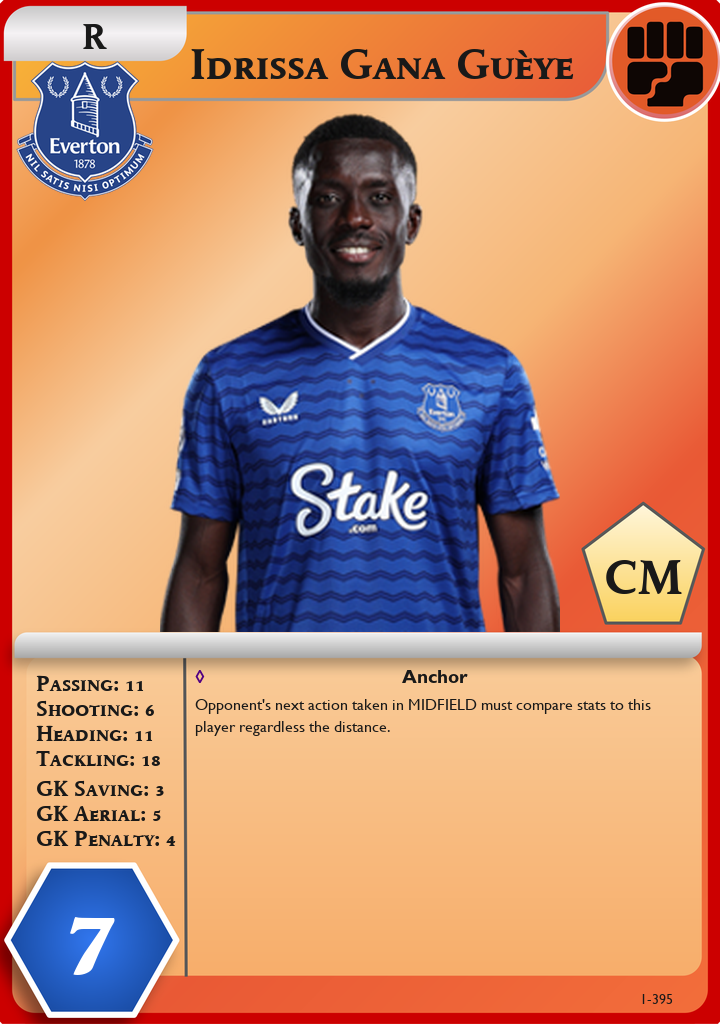 R
Idrissa Gana Guèye
Everton
1878
NIL SATIS NISI OPTIMUM
Everton
Stake
.com
CM
Passing: 11
Shooting: 6
Heading: 11
Tackling: 18
GK Saving: 3
GK Aerial: 5
GK Penalty: 4
7
Anchor
Opponent's next action taken in MIDFIELD must compare stats to this
player regardless the distance.
1-395